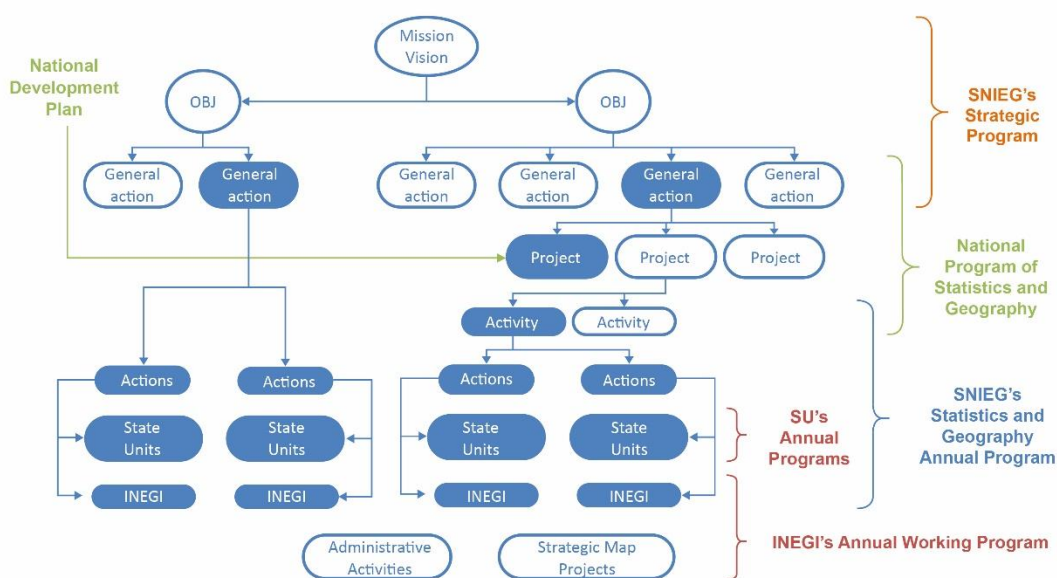 Mission
Vision
National
Development
Plan
OBJ
OBJ
SNIEG's
Strategic
Program
General
action
General
action
General
action
General
action
General
action
General
action
Project
Project
Project
National
Program of
Statistics and
Geography
Activity
Activity
Actions
Actions
Actions
Actions
State
Units
State
Units
State
Units
State
Units
SU's
Annual
Programs
SNIEG's
Statistics and
Geography
Annual Program
INEGI
INEGI
INEGI
INEGI
Administrative
Activities
Strategic Map
Projects
INEGI's Annual Working Program